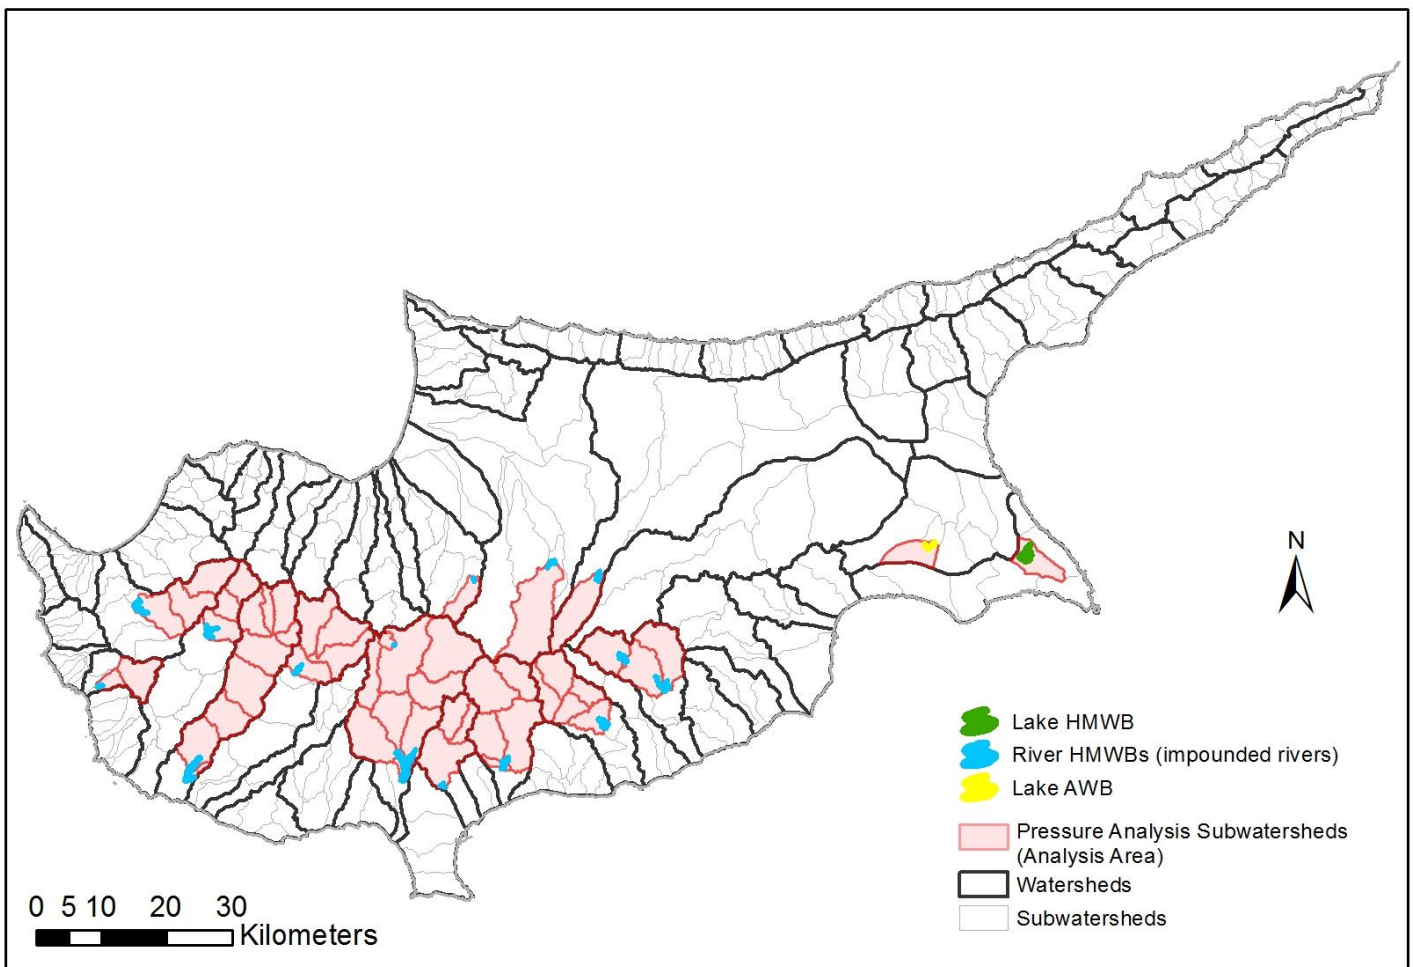 N
Lake HMWB
River HMWBs (impounded rivers)
Lake AWB
Pressure Analysis Subwatersheds
(Analysis Area)
Watersheds
Subwatersheds
0 5 10 20 30
Kilometers